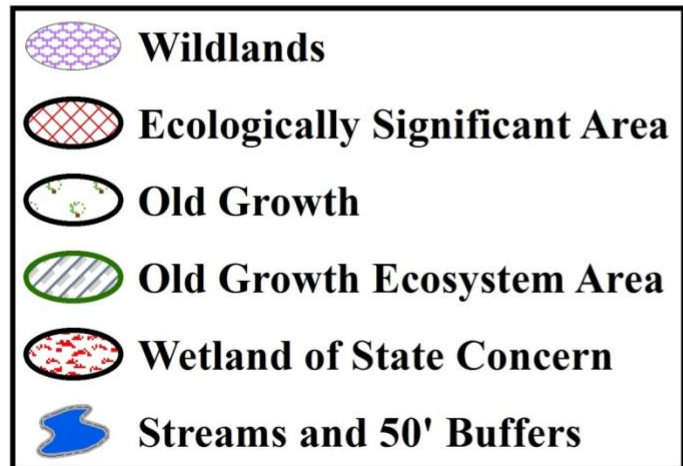 Wildlands
Ecologically Significant Area
Old Growth
Old Growth Ecosystem Area
Wetland of State Concern
Streams and 50' Buffers